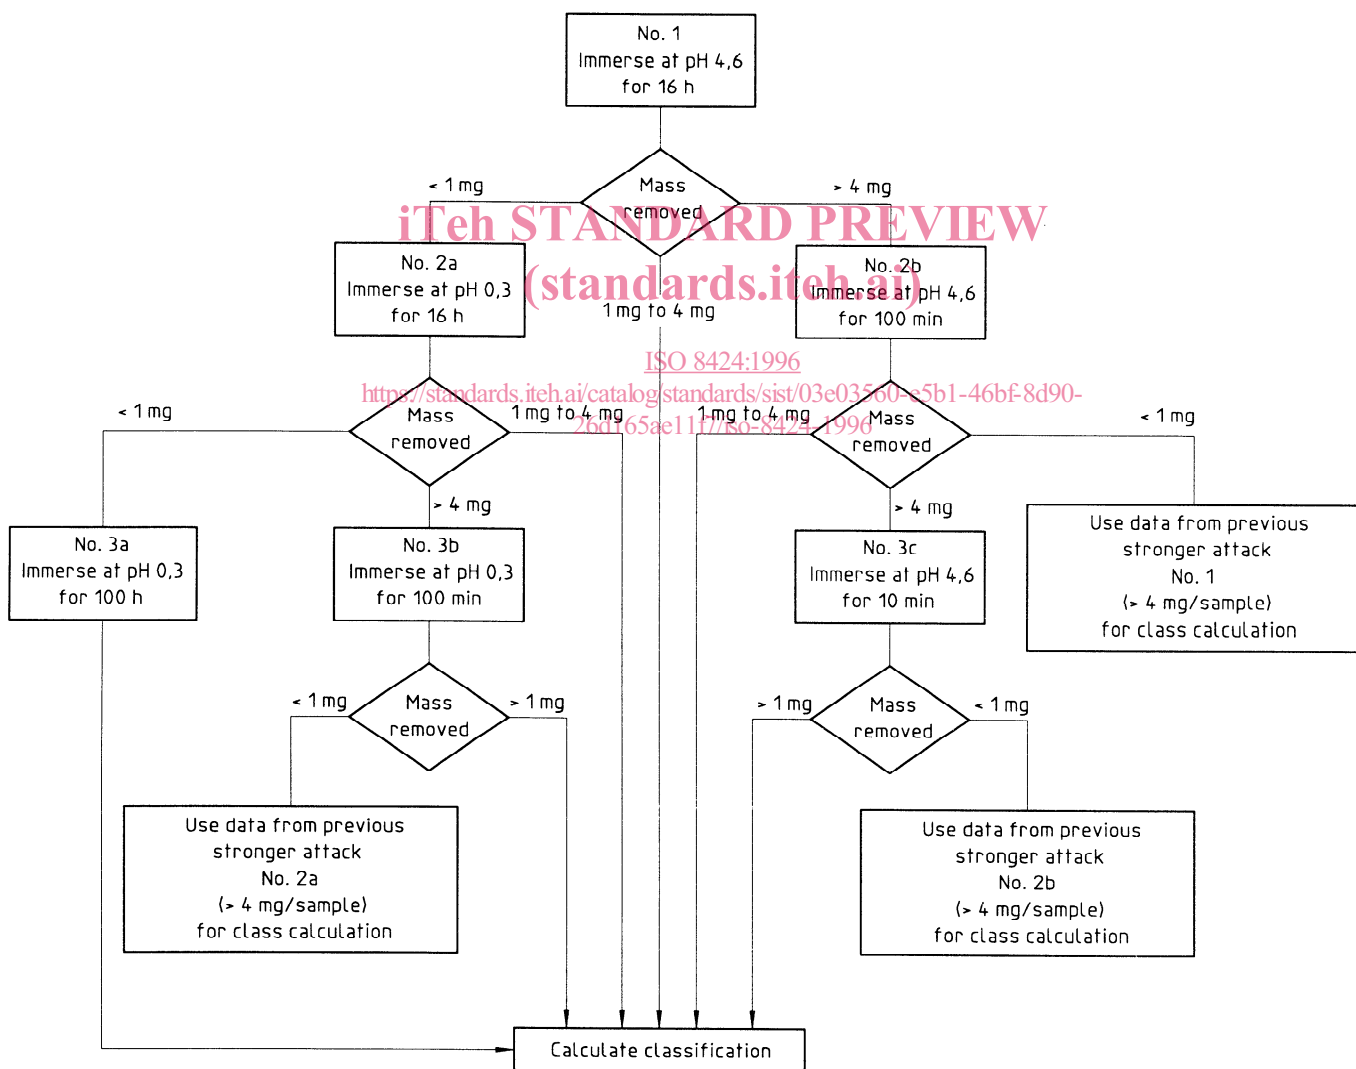 No. 1
Immerse at pH 4,6
for 16 h
< 1 mg
Mass
removed
> 4 mg
iTeh STANDARD PREVIEW
(standards.iteh.ai)
No. 2a
Immerse at pH 0,3
for 16 h
1 mg to 4 mg
No. 2b
Immerse at pH 4,6
for 100 min
ISO 8424:1996
https://standards.iteh.ai/catalog/standards/sist/03e03560-e5b1-46bf-8d90-
26d165ae11f7/iso-8424-1996
< 1 mg
Mass
removed
1 mg to 4 mg
1 mg to 4 mg
Mass
removed
< 1 mg
> 4 mg
> 4 mg
No. 3a
Immerse at pH 0,3
for 100 h
No. 3b
Immerse at pH 0,3
for 100 min
No. 3c
Immerse at pH 4,6
for 10 min
Use data from previous
stronger attack
No. 1
(> 4 mg/sample)
for class calculation
< 1 mg
Mass
removed
> 1 mg
> 1 mg
Mass
removed
< 1 mg
Use data from previous
stronger attack
No. 2a
(> 4 mg/sample)
for class calculation
Use data from previous
stronger attack
No. 2b
(> 4 mg/sample)
for class calculation
Calculate classification